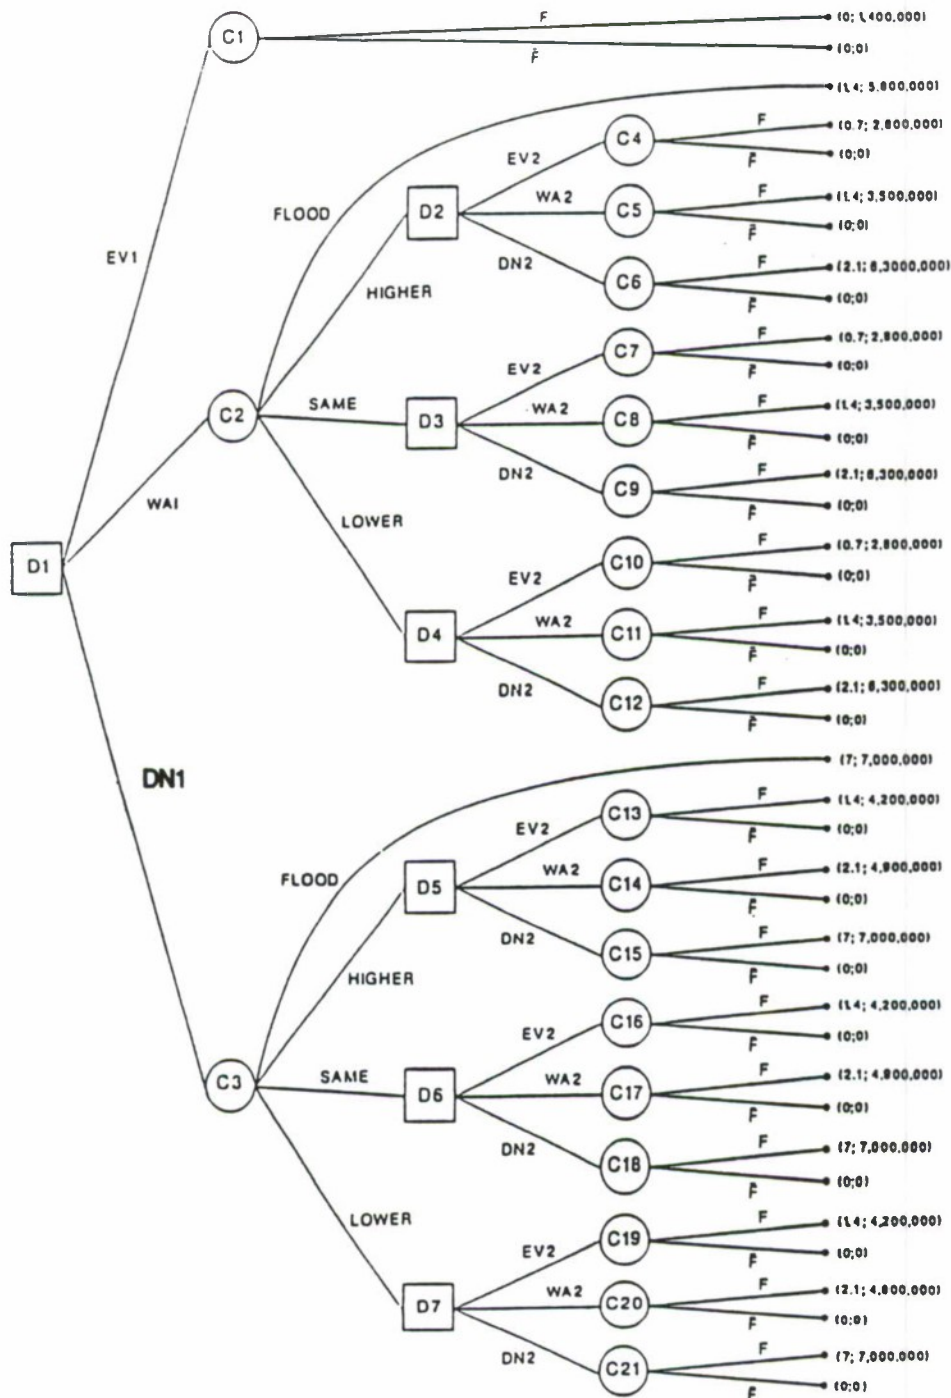 F (0; 1,400,000)
C1
F̄ (0;0)
(1.4; 5,600,000)
F (0.7; 2,800,000)
C4
EV2 F̄ (0;0)
F (1.4; 3,500,000)
FLOOD D2 WA2 C5
F̄ (0;0)
EV1 DN2 F (2.1; 6,3000,000)
HIGHER C6
F̄ (0;0)
F (0.7; 2,800,000)
C7
EV2 F̄ (0;0)
SAME WA2 F (1.4; 3,500,000)
C2 D3 C8
F̄ (0;0)
DN2 F (2.1; 6,300,000)
C9
WA1 F̄ (0;0)
LOWER F (0.7; 2,800,000)
D1 EV2 C10
F̄ (0;0)
WA2 F (1.4; 3,500,000)
D4 C11
F̄ (0;0)
DN2 F (2.1; 6,300,000)
C12
F̄ (0;0)
DN1 (7; 7,000,000)
F (1.4; 4,200,000)
C13
EV2 F̄ (0;0)
FLOOD WA2 F (2.1; 4,900,000)
D5 C14
F̄ (0;0)
DN2 F (7; 7,000,000)
C15
HIGHER F̄ (0;0)
F (1.4; 4,200,000)
C16
EV2 F̄ (0;0)
C3 SAME WA2 F (2.1; 4,900,000)
D6 C17
F̄ (0;0)
DN2 F (7; 7,000,000)
C18
F̄ (0;0)
LOWER F (1.4; 4,200,000)
EV2 C19
F̄ (0;0)
WA2 F (2.1; 4,900,000)
D7 C20
F̄ (0;0)
DN2 F (7; 7,000,000)
C21
F̄ (0;0)